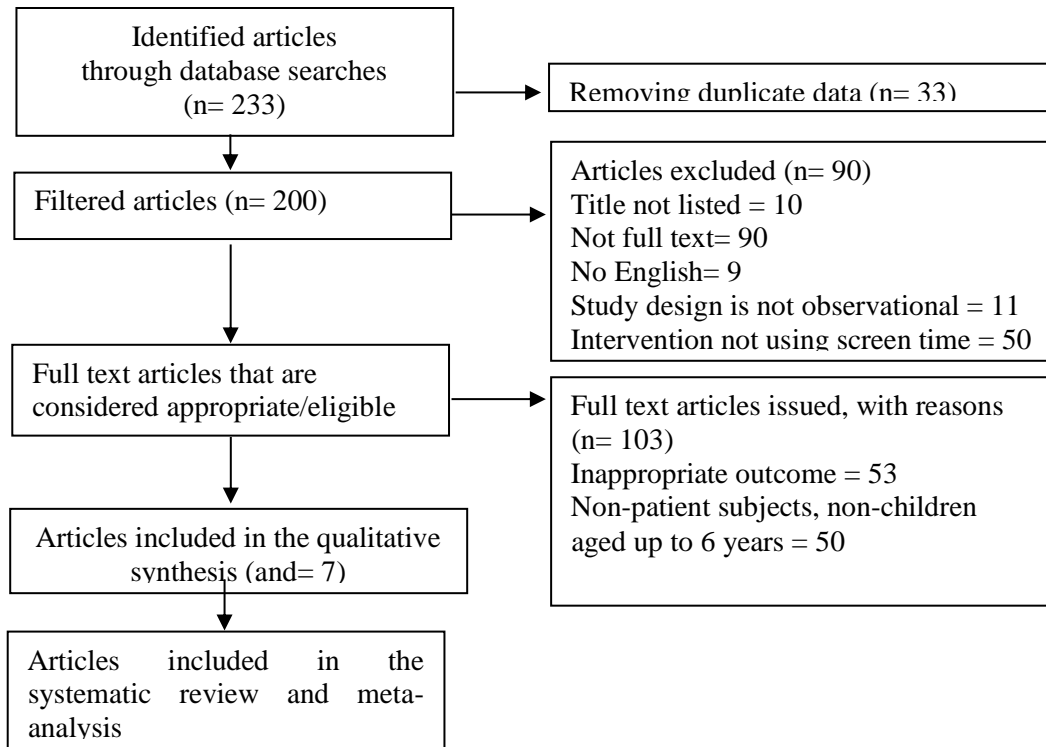 Identified articles
through database searches
(n= 233)
Removing duplicate data (n= 33)
Filtered articles (n= 200)
Articles excluded (n= 90)
Title not listed = 10
Not full text= 90
No English= 9
Study design is not observational = 11
Intervention not using screen time = 50
Full text articles that are
considered appropriate/eligible
Full text articles issued, with reasons
(n= 103)
Inappropriate outcome = 53
Non-patient subjects, non-children
aged up to 6 years = 50
Articles included in the qualitative
synthesis (and= 7)
Articles included in the
systematic review and meta-
analysis